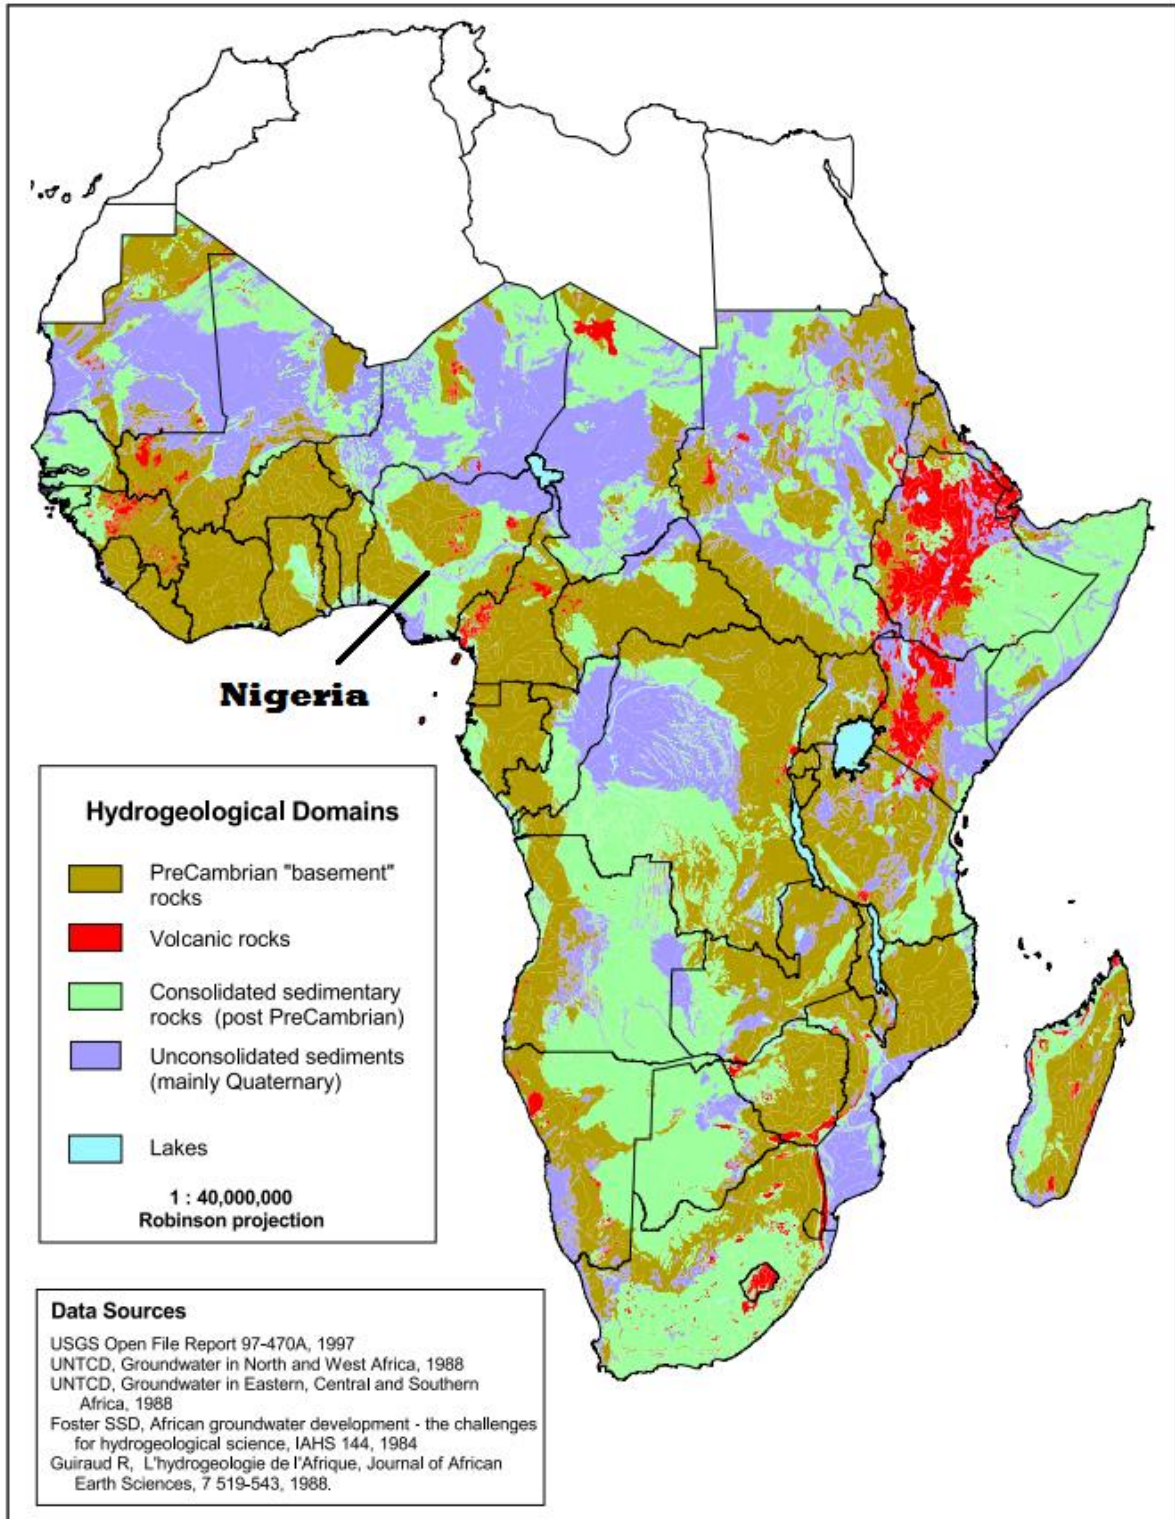 Nigeria
Hydrogeological Domains
PreCambrian "basement"
rocks
Volcanic rocks
Consolidated sedimentary
rocks (post PreCambrian)
Unconsolidated sediments
(mainly Quaternary)
Lakes
1 : 40,000,000
Robinson projection
Data Sources
USGS Open File Report 97-470A, 1997
UNTCD, Groundwater in North and West Africa, 1988
UNTCD, Groundwater in Eastern, Central and Southern
Africa, 1988
Foster SSD, African groundwater development - the challenges
for hydrogeological science, IAHS 144, 1984
Guiraud R, L'hydrogeologie de l'Afrique, Journal of African
Earth Sciences, 7 519-543, 1988.